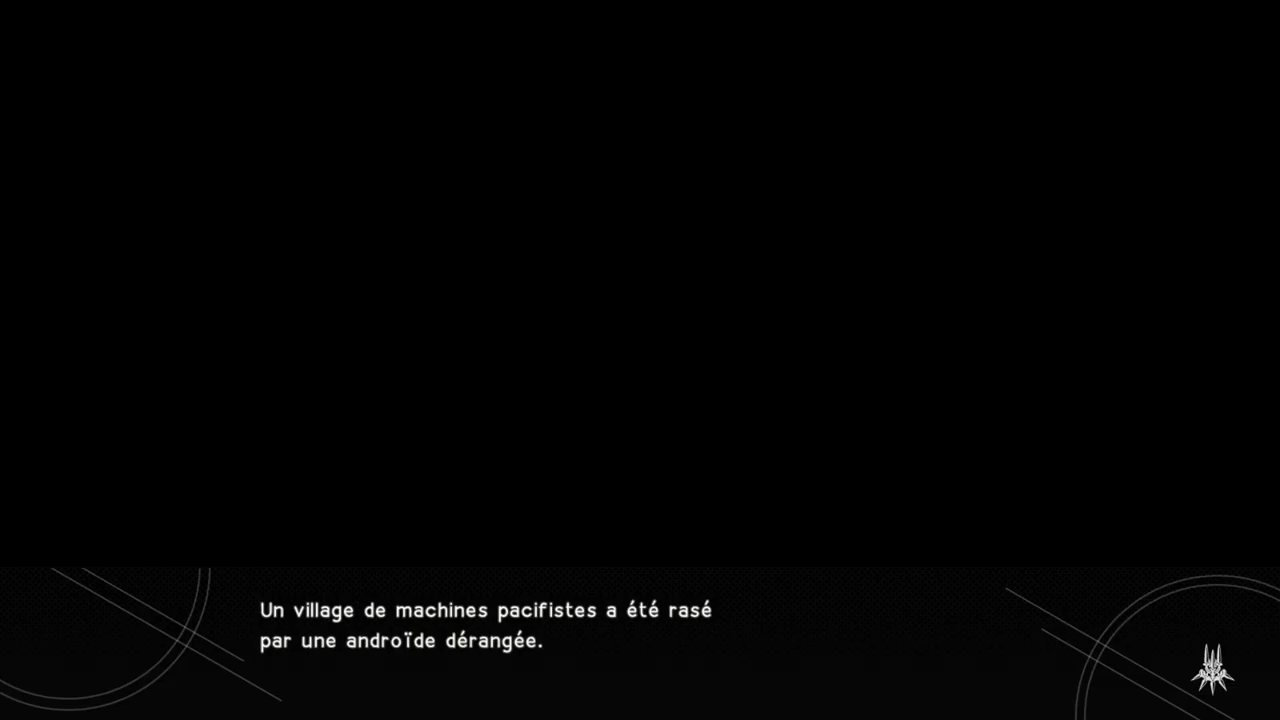 Un village de machines pacifistes a été rasé
par une androïde dérangée.